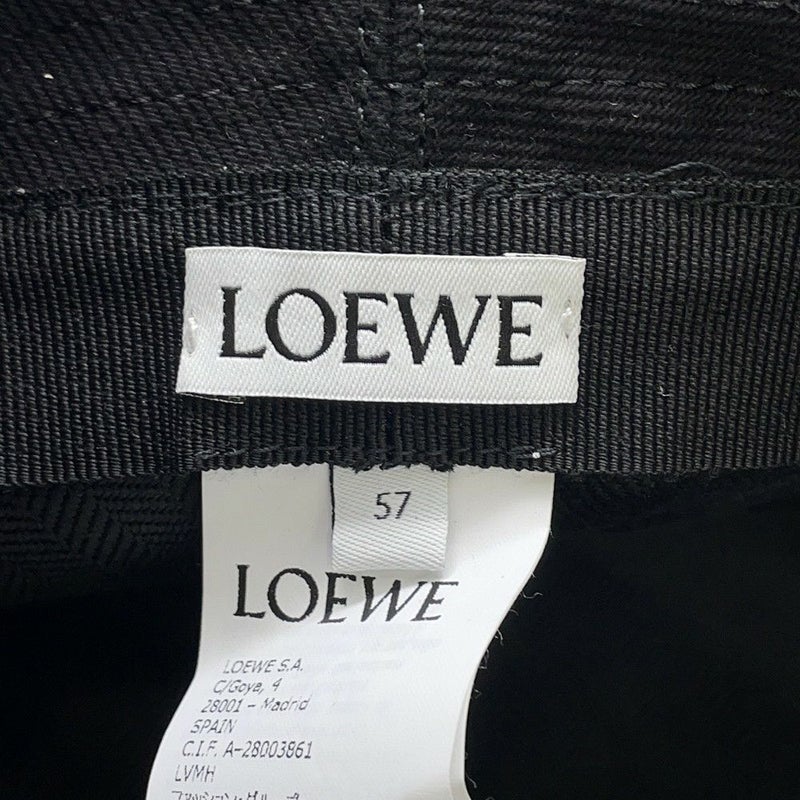 LOEWE
57
LOEWE
LOEWE S.A.
C/Goya, 4
28001 - Madrid
SPAIN
C.I.F. A-28003861
LVMH